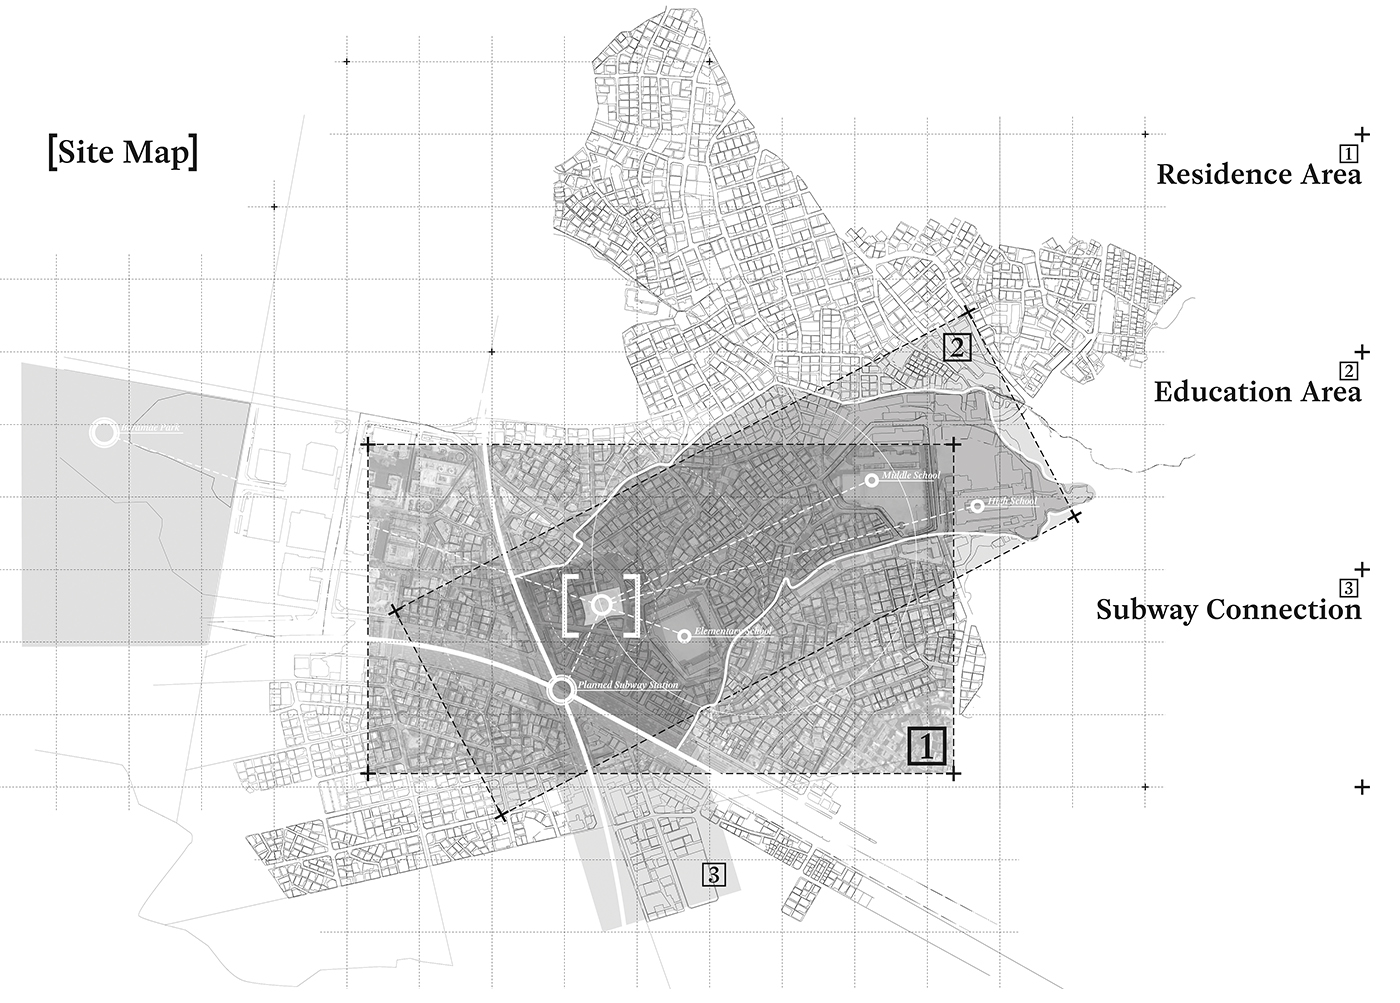 [Site Map]
1
Residence Area
2
2
Education Area
Park
Middle School
High School
3
Subway Connection
Elementary School
Planned Subway Station
1
3